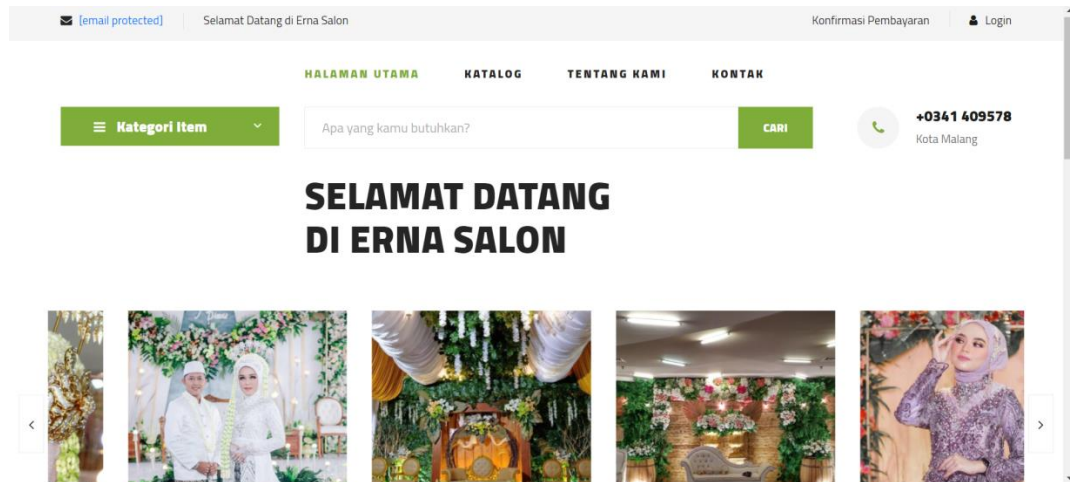 [email protected]
Selamat Datang di Erna Salon
Konfirmasi Pembayaran
Login
HALAMAN UTAMA
KATALOG
TENTANG KAMI
KONTAK
Kategori Item
Apa yang kamu butuhkan?
CARI
+0341 409578
Kota Malang
SELAMAT DATANG
DI ERNA SALON